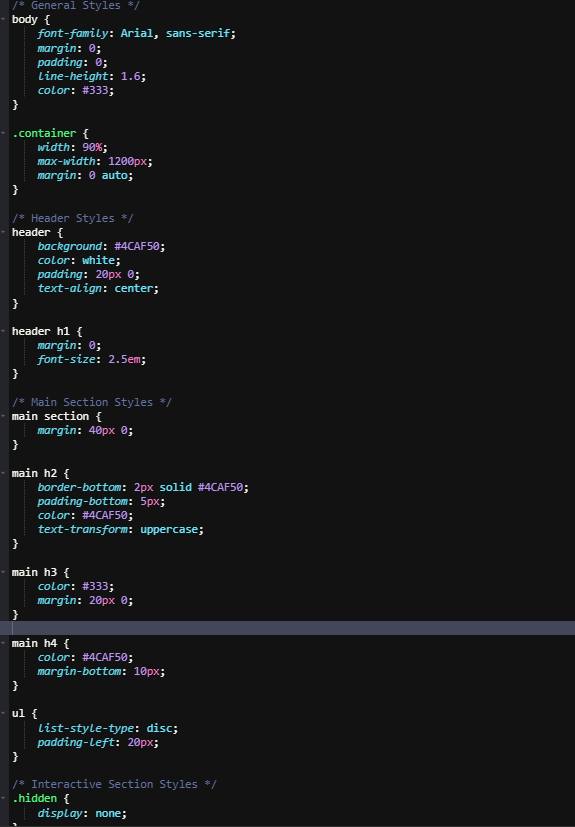 /* General Styles */
body {
    font-family: Arial, sans-serif;
    margin: 0;
    padding: 0;
    line-height: 1.6;
    color: #333;
}

.container {
    width: 90%;
    max-width: 1200px;
    margin: 0 auto;
}

/* Header Styles */
header {
    background: #4CAF50;
    color: white;
    padding: 20px 0;
    text-align: center;
}

header h1 {
    margin: 0;
    font-size: 2.5em;
}

/* Main Section Styles */
main section {
    margin: 40px 0;
}

main h2 {
    border-bottom: 2px solid #4CAF50;
    padding-bottom: 5px;
    color: #4CAF50;
    text-transform: uppercase;
}

main h3 {
    color: #333;
    margin: 20px 0;
}

main h4 {
    color: #4CAF50;
    margin-bottom: 10px;
}

ul {
    list-style-type: disc;
    padding-left: 20px;
}

/* Interactive Section Styles */
.hidden {
    display: none;
}